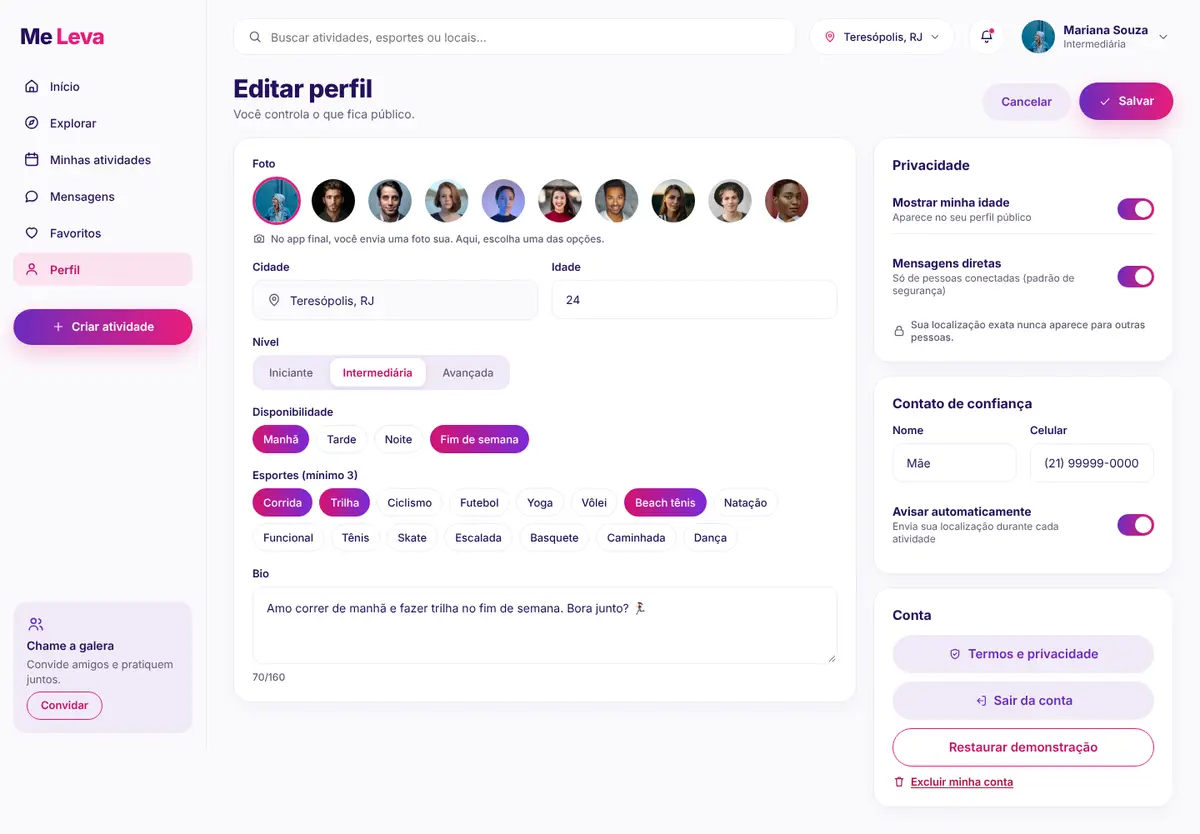 Me Leva
Buscar atividades, esportes ou locais...
Teresópolis, RJ
Mariana Souza
Intermediária
Início
Explorar
Minhas atividades
Mensagens
Favoritos
Perfil
+ Criar atividade
Chame a galera
Convide amigos e pratiquem
juntos.
Convidar
Editar perfil
Você controla o que fica público.
Cancelar
Salvar
Foto
No app final, você envia uma foto sua. Aqui, escolha uma das opções.
Cidade
Idade
Teresópolis, RJ
24
Nível
Iniciante
Intermediária
Avançada
Disponibilidade
Manhã
Tarde
Noite
Fim de semana
Esportes (mínimo 3)
Corrida
Trilha
Ciclismo
Futebol
Yoga
Vôlei
Beach tênis
Natação
Funcional
Tênis
Skate
Escalada
Basquete
Caminhada
Dança
Bio
Amo correr de manhã e fazer trilha no fim de semana. Bora junto? 🏃
70/160
Privacidade
Mostrar minha idade
Aparece no seu perfil público
Mensagens diretas
Só de pessoas conectadas (padrão de
segurança)
Sua localização exata nunca aparece para outras
pessoas.
Contato de confiança
Nome
Celular
Mãe
(21) 99999-0000
Avisar automaticamente
Envia sua localização durante cada
atividade
Conta
Termos e privacidade
Sair da conta
Restaurar demonstração
Excluir minha conta